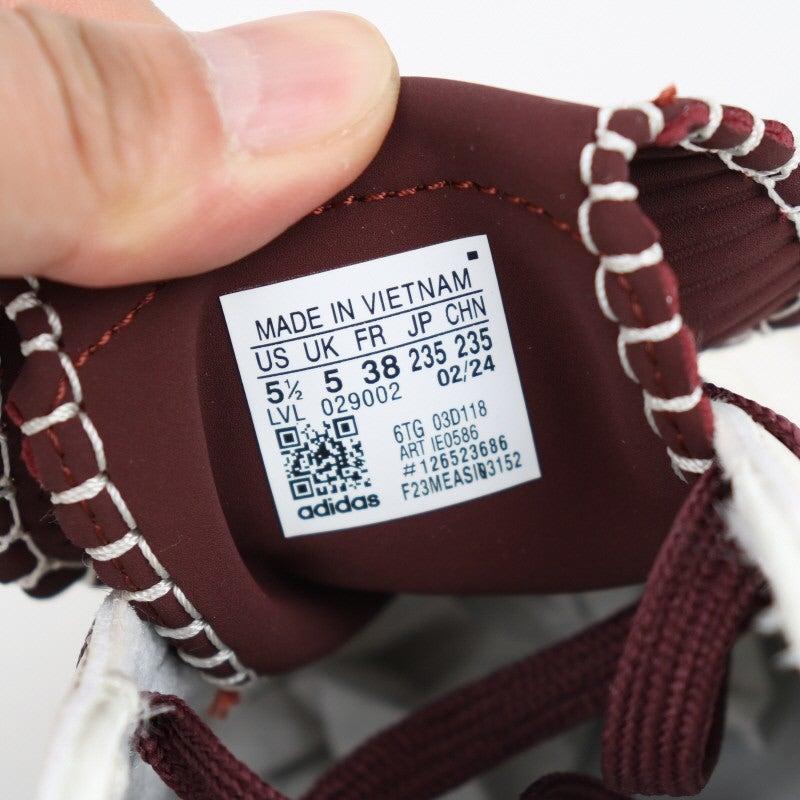 MADE IN VIETNAM
US UK FR JP CHN
5½ 5 38 235 235
LVL 029002 02/24
6TG 03D118
ART IE0586
#126523686
adidas